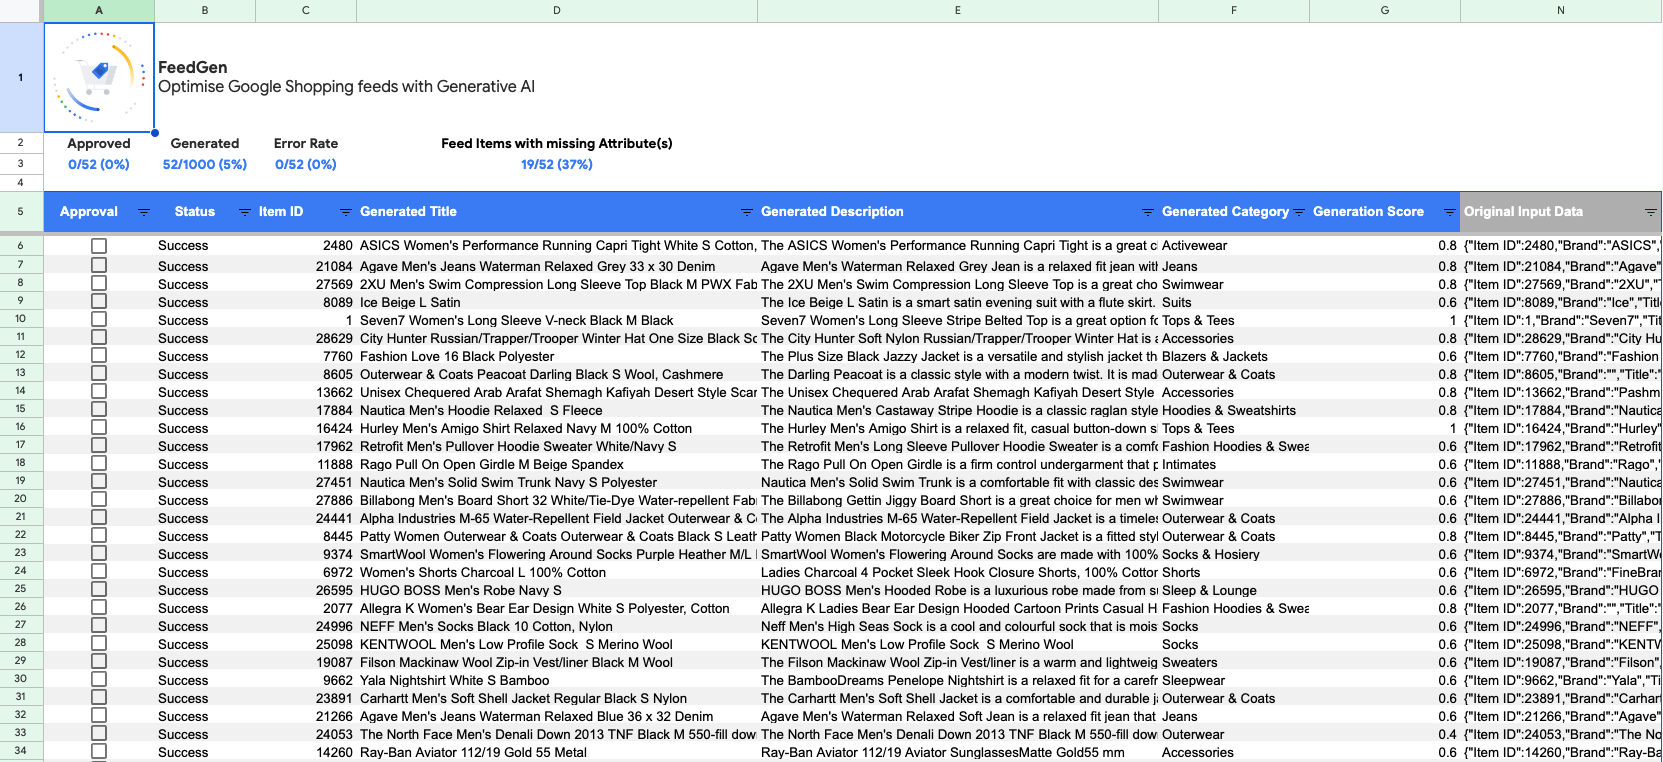 A B C D E F G N
1
FeedGen
Optimise Google Shopping feeds with Generative AI
2 Approved Generated Error Rate Feed Items with missing Attribute(s)
3 0/52 (0%) 52/1000 (5%) 0/52 (0%) 19/52 (37%)
4
5 Approval Status Item ID Generated Title Generated Description Generated Category Generation Score Original Input Data
6 Success 2480 ASICS Women's Performance Running Capri Tight White S Cotton, The ASICS Women's Performance Running Capri Tight is a great c Activewear 0.8 {"Item ID":2480,"Brand":"ASICS",
7 Success 21084 Agave Men's Jeans Waterman Relaxed Grey 33 x 30 Denim Agave Men's Waterman Relaxed Grey Jean is a relaxed fit jean wit Jeans 0.8 {"Item ID":21084,"Brand":"Agave"
8 Success 27569 2XU Men's Swim Compression Long Sleeve Top Black M PWX Fab The 2XU Men's Swim Compression Long Sleeve Top is a great cho Swimwear 0.8 {"Item ID":27569,"Brand":"2XU","
9 Success 8089 Ice Beige L Satin The Ice Beige L Satin is a smart satin evening suit with a flute skirt. Suits 0.6 {"Item ID":8089,"Brand":"Ice","Titl
10 Success 1 Seven7 Women's Long Sleeve V-neck Black M Black Seven7 Women's Long Sleeve Stripe Belted Top is a great option fo Tops & Tees 1 {"Item ID":1,"Brand":"Seven7","Tit
11 Success 28629 City Hunter Russian/Trapper/Trooper Winter Hat One Size Black Sc The City Hunter Soft Nylon Russian/Trapper/Trooper Winter Hat is a Accessories 0.8 {"Item ID":28629,"Brand":"City Hu
12 Success 7760 Fashion Love 16 Black Polyester The Plus Size Black Jazzy Jacket is a versatile and stylish jacket th Blazers & Jackets 0.6 {"Item ID":7760,"Brand":"Fashion
13 Success 8605 Outerwear & Coats Peacoat Darling Black S Wool, Cashmere The Darling Peacoat is a classic style with a modern twist. It is mad Outerwear & Coats 0.8 {"Item ID":8605,"Brand":"","Title":"
14 Success 13662 Unisex Chequered Arab Arafat Shemagh Kafiyah Desert Style Scar The Unisex Chequered Arab Arafat Shemagh Kafiyah Desert Style Accessories 0.8 {"Item ID":13662,"Brand":"Pashm
15 Success 17884 Nautica Men's Hoodie Relaxed S Fleece The Nautica Men's Castaway Stripe Hoodie is a classic raglan style Hoodies & Sweatshirts 0.8 {"Item ID":17884,"Brand":"Nautica
16 Success 16424 Hurley Men's Amigo Shirt Relaxed Navy M 100% Cotton The Hurley Men's Amigo Shirt is a relaxed fit, casual button-down s Tops & Tees 1 {"Item ID":16424,"Brand":"Hurley"
17 Success 17962 Retrofit Men's Pullover Hoodie Sweater White/Navy S The Retrofit Men's Long Sleeve Pullover Hoodie Sweater is a comfo Fashion Hoodies & Swea 0.6 {"Item ID":17962,"Brand":"Retrofit
18 Success 11888 Rago Pull On Open Girdle M Beige Spandex The Rago Pull On Open Girdle is a firm control undergarment that p Intimates 0.6 {"Item ID":11888,"Brand":"Rago","
19 Success 27451 Nautica Men's Solid Swim Trunk Navy S Polyester Nautica Men's Solid Swim Trunk is a comfortable fit with classic des Swimwear 0.6 {"Item ID":27451,"Brand":"Nautica
20 Success 27886 Billabong Men's Board Short 32 White/Tie-Dye Water-repellent Fab The Billabong Gettin Jiggy Board Short is a great choice for men wh Swimwear 0.6 {"Item ID":27886,"Brand":"Billabo
21 Success 24441 Alpha Industries M-65 Water-Repellent Field Jacket Outerwear & C The Alpha Industries M-65 Water-Repellent Field Jacket is a timeles Outerwear & Coats 0.6 {"Item ID":24441,"Brand":"Alpha I
22 Success 8445 Patty Women Outerwear & Coats Outerwear & Coats Black S Leath Patty Women Black Motorcycle Biker Zip Front Jacket is a fitted styl Outerwear & Coats 0.8 {"Item ID":8445,"Brand":"Patty","T
23 Success 9374 SmartWool Women's Flowering Around Socks Purple Heather M/L SmartWool Women's Flowering Around Socks are made with 100% Socks & Hosiery 0.6 {"Item ID":9374,"Brand":"SmartWo
24 Success 6972 Women's Shorts Charcoal L 100% Cotton Ladies Charcoal 4 Pocket Sleek Hook Closure Shorts, 100% Cotton Shorts 0.6 {"Item ID":6972,"Brand":"FineBran
25 Success 26595 HUGO BOSS Men's Robe Navy S HUGO BOSS Men's Hooded Robe is a luxurious robe made from su Sleep & Lounge 0.6 {"Item ID":26595,"Brand":"HUGO
26 Success 2077 Allegra K Women's Bear Ear Design White S Polyester, Cotton Allegra K Ladies Bear Ear Design Hooded Cartoon Prints Casual H Fashion Hoodies & Swea 0.8 {"Item ID":2077,"Brand":"","Title":"
27 Success 24996 NEFF Men's Socks Black 10 Cotton, Nylon Neff Men's High Seas Sock is a cool and colourful sock that is mois Socks 0.6 {"Item ID":24996,"Brand":"NEFF",
28 Success 25098 KENTWOOL Men's Low Profile Sock S Merino Wool KENTWOOL Men's Low Profile Sock S Merino Wool Socks 0.6 {"Item ID":25098,"Brand":"KENTW
29 Success 19087 Filson Mackinaw Wool Zip-in Vest/liner Black M Wool The Filson Mackinaw Wool Zip-in Vest/liner is a warm and lightweig Sweaters 0.6 {"Item ID":19087,"Brand":"Filson",
30 Success 9662 Yala Nightshirt White S Bamboo The BambooDreams Penelope Nightshirt is a relaxed fit for a carefr Sleepwear 0.6 {"Item ID":9662,"Brand":"Yala","Ti
31 Success 23891 Carhartt Men's Soft Shell Jacket Regular Black S Nylon The Carhartt Men's Soft Shell Jacket is a comfortable and durable ja Outerwear & Coats 0.6 {"Item ID":23891,"Brand":"Carhar
32 Success 21266 Agave Men's Jeans Waterman Relaxed Blue 36 x 32 Denim Agave Men's Waterman Relaxed Soft Jean is a relaxed fit jean that Jeans 0.6 {"Item ID":21266,"Brand":"Agave"
33 Success 24053 The North Face Men's Denali Down 2013 TNF Black M 550-fill dow The North Face Men's Denali Down 2013 TNF Black M 550-fill dow Outerwear 0.4 {"Item ID":24053,"Brand":"The No
34 Success 14260 Ray-Ban Aviator 112/19 Gold 55 Metal Ray-Ban Aviator 112/19 Aviator SunglassesMatte Gold55 mm Accessories 0.6 {"Item ID":14260,"Brand":"Ray-Ba